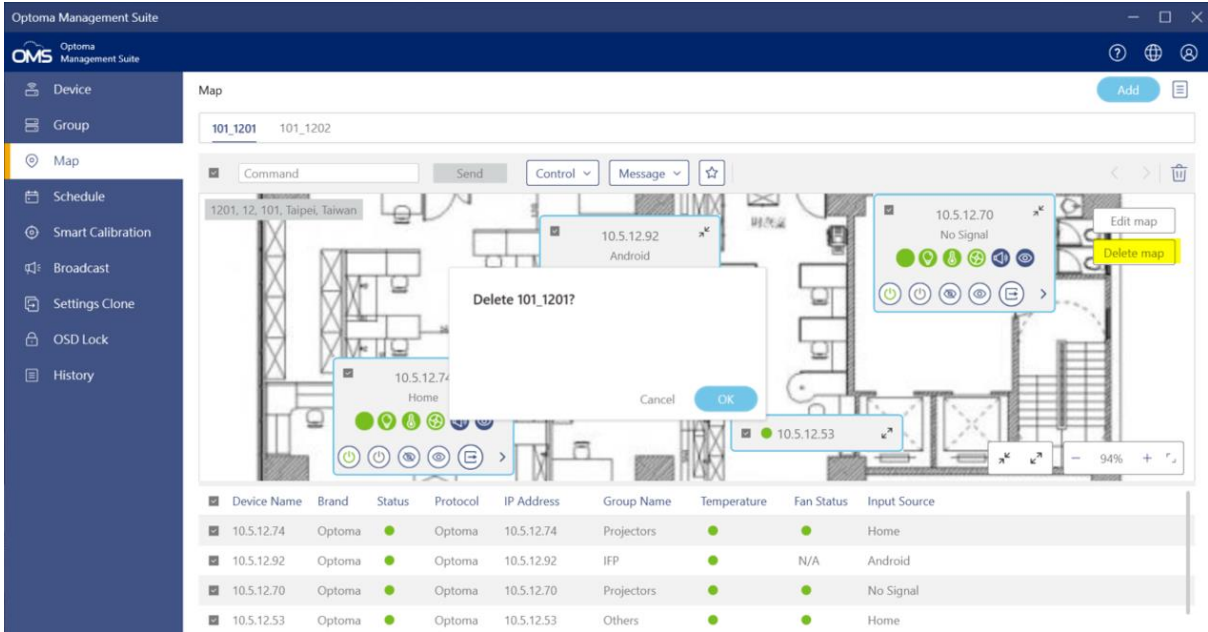 Optoma Management Suite
OMS Optoma
Management Suite
Device
Group
Map
Schedule
Smart Calibration
Broadcast
Settings Clone
OSD Lock
History
Map
Add
101_1201 101_1202
Command Send Control Message
1201, 12, 101, Taipei, Taiwan
10.5.12.92
Android
10.5.12.70
No Signal
Edit map
Delete map
Delete 101_1201?
Cancel OK
10.5.12.74
Home
10.5.12.53
94%
Device Name Brand Status Protocol IP Address Group Name Temperature Fan Status Input Source
10.5.12.74 Optoma Optoma 10.5.12.74 Projectors Home
10.5.12.92 Optoma Optoma 10.5.12.92 IFP N/A Android
10.5.12.70 Optoma Optoma 10.5.12.70 Projectors No Signal
10.5.12.53 Optoma Optoma 10.5.12.53 Others Home